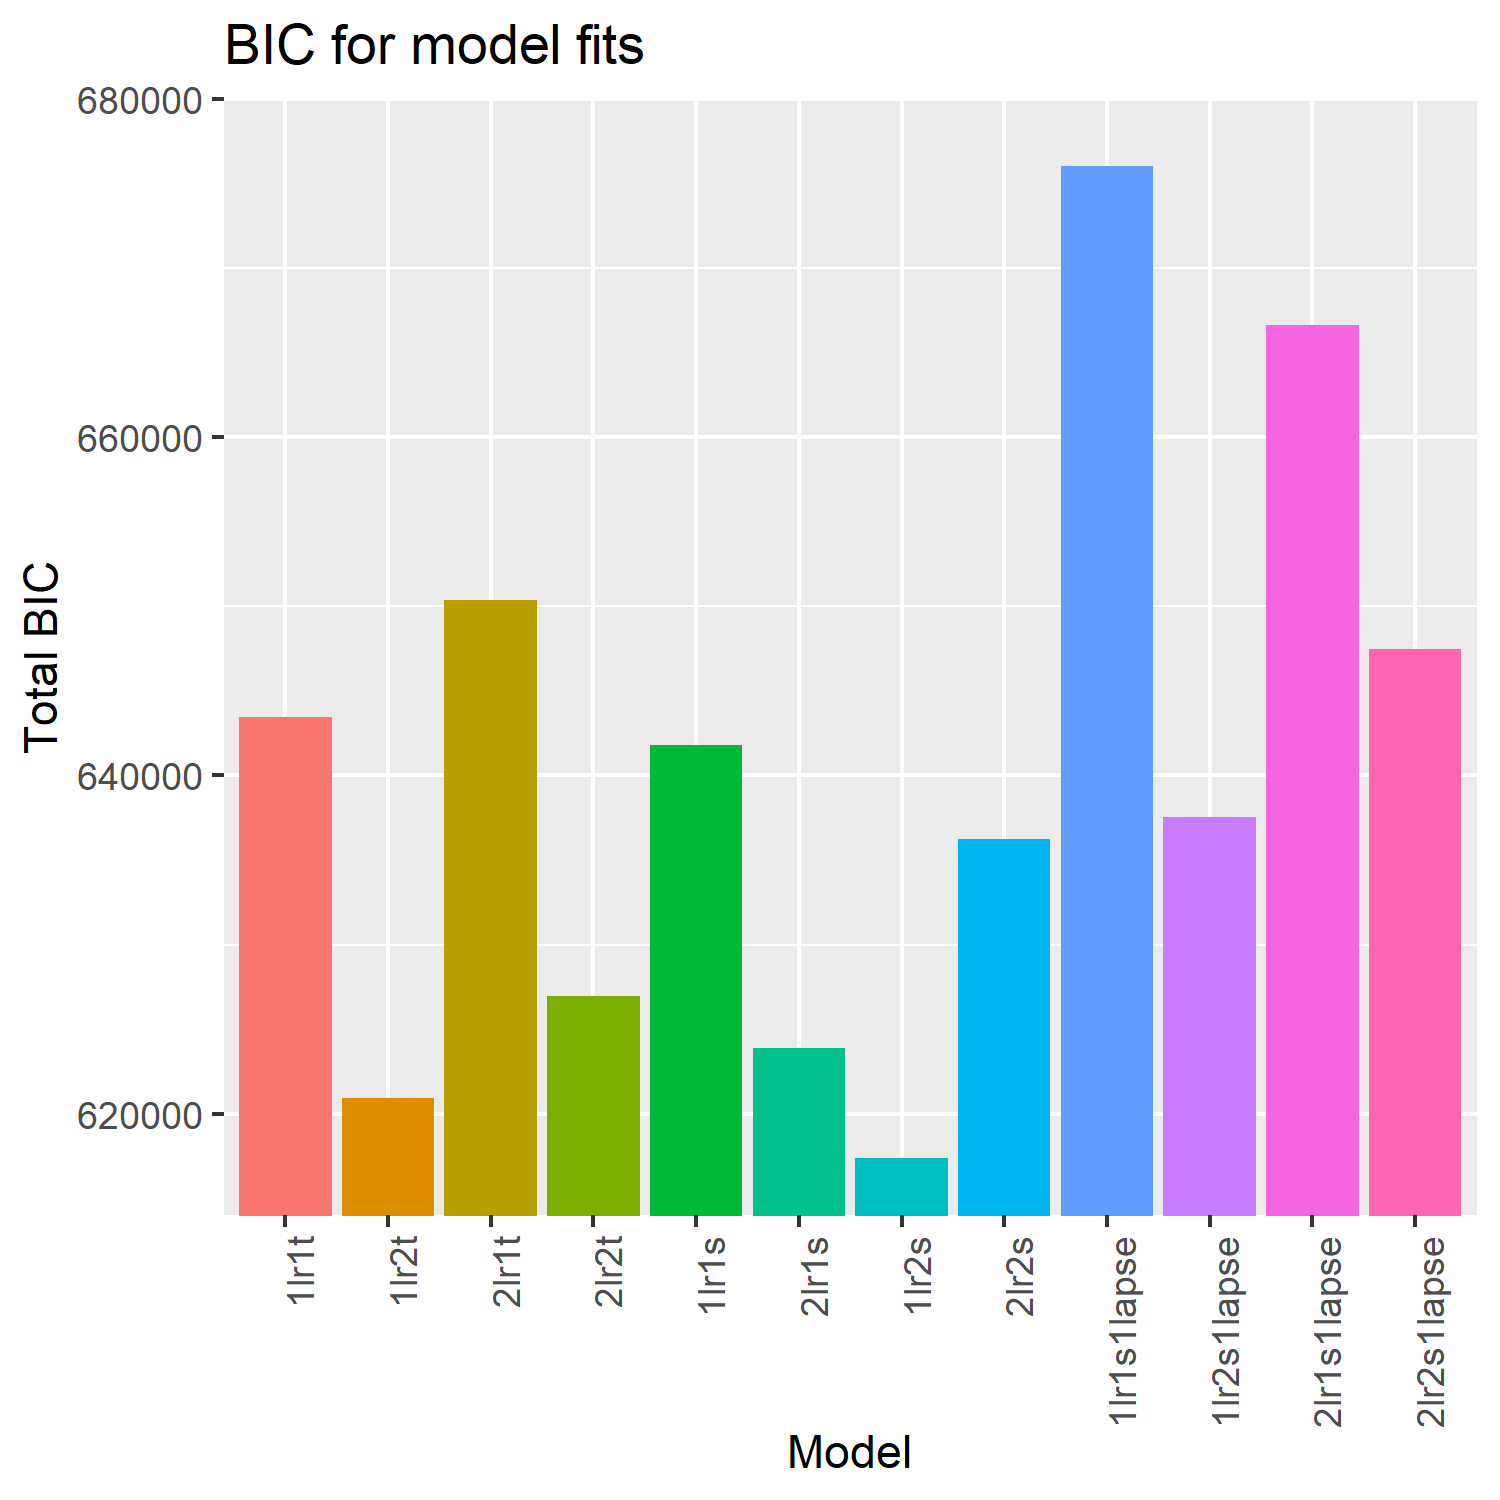 BIC for model fits
680000
660000
640000
620000
Total BIC
1lr1t
1lr2t
2lr1t
2lr2t
1lr1s
2lr1s
1lr2s
2lr2s
1lr1s1lapse
1lr2s1lapse
2lr1s1lapse
2lr2s1lapse
Model